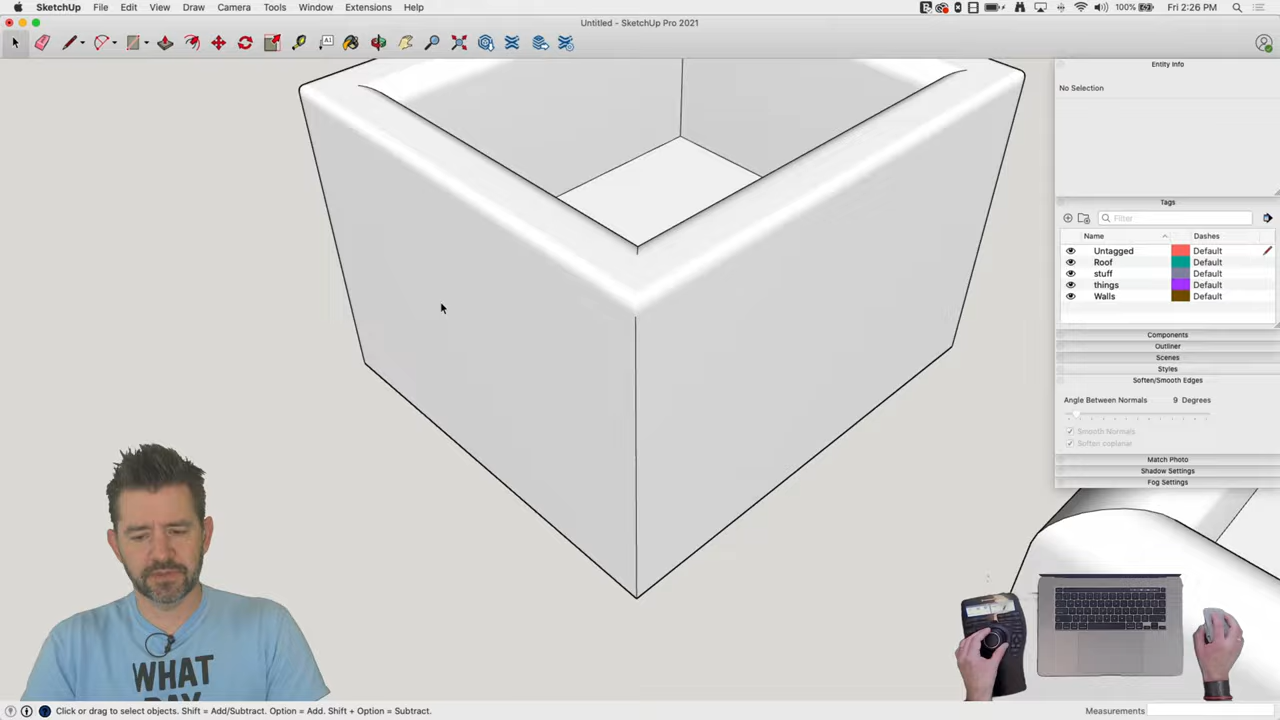 SketchUp File Edit View Draw Camera Tools Window Extensions Help
100% Fri 2:26 PM
Untitled - SketchUp Pro 2021
Entity Info
No Selection
Tags
Filter
Name Dashes
Untagged Default
Roof Default
stuff Default
things Default
Walls Default
Components
Outliner
Scenes
Styles
Soften/Smooth Edges
Angle Between Normals 9 Degrees
Smooth Normals
Soften coplanar
Match Photo
Shadow Settings
Fog Settings
WHAT
DAY
Click or drag to select objects. Shift = Add/Subtract. Option = Add. Shift + Option = Subtract.
Measurements